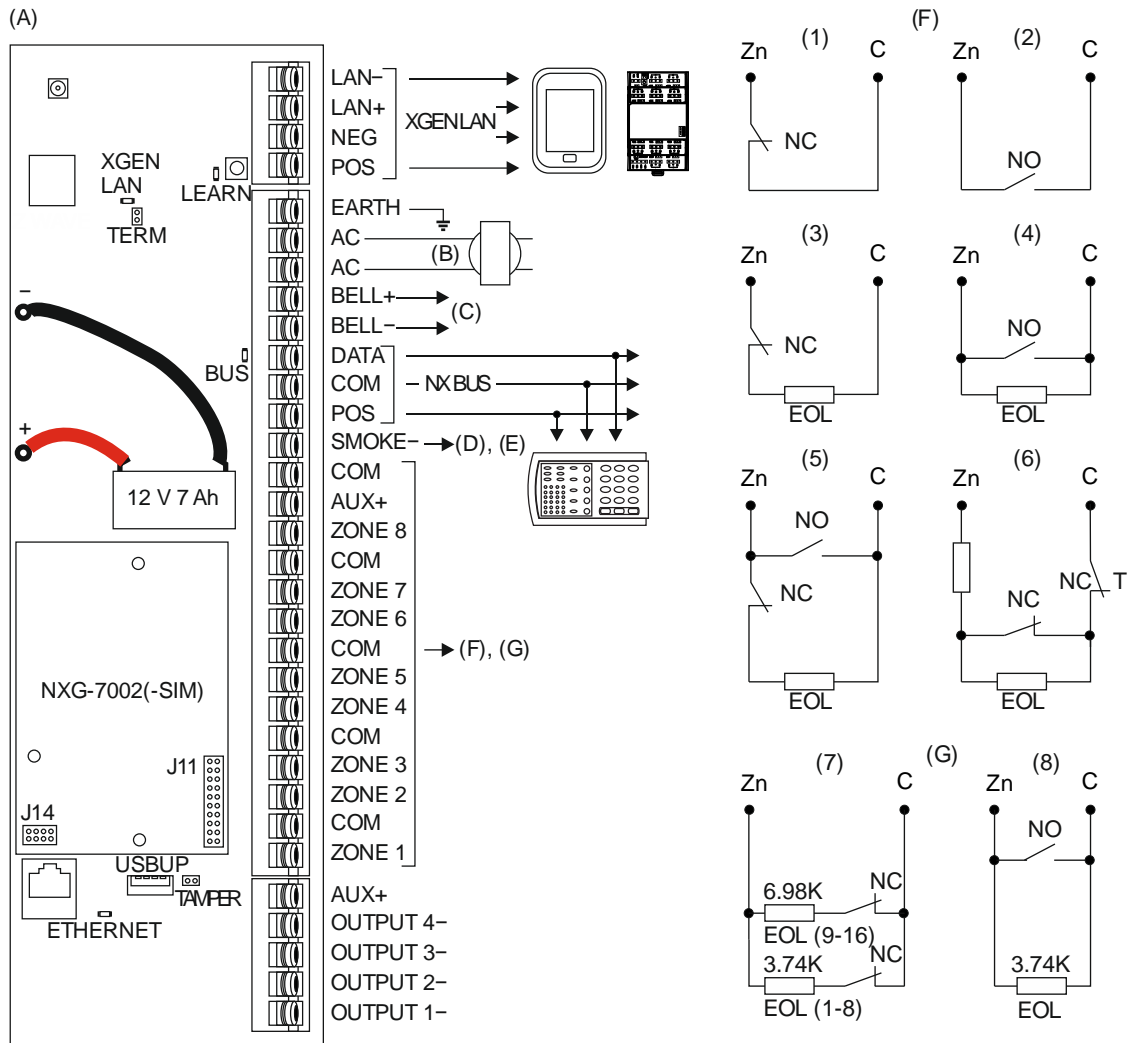 (A)
LAN−
LAN+
NEG
POS
XGEN LAN
XGEN
LAN
LEARN
TERM
EARTH
AC
AC
(B)
BELL+
BELL−
(C)
−
BUS
DATA
COM
POS
NX BUS
+
SMOKE−
(D), (E)
12 V 7 Ah
COM
AUX+
ZONE 8
COM
ZONE 7
ZONE 6
COM
ZONE 5
ZONE 4
COM
ZONE 3
ZONE 2
COM
ZONE 1
(F), (G)
NXG-7002(-SIM)
J11
J14
USBUP
TAMPER
ETHERNET
AUX+
OUTPUT 4−
OUTPUT 3−
OUTPUT 2−
OUTPUT 1−
(F)
(1)
Zn
C
NC
(2)
Zn
C
NO
(3)
Zn
C
NC
EOL
(4)
Zn
C
NO
EOL
(5)
Zn
C
NO
NC
EOL
(6)
Zn
C
NC
T
NC
EOL
(G)
(7)
Zn
C
6.98K
NC
EOL (9-16)
3.74K
NC
EOL (1-8)
(8)
Zn
C
NO
3.74K
EOL